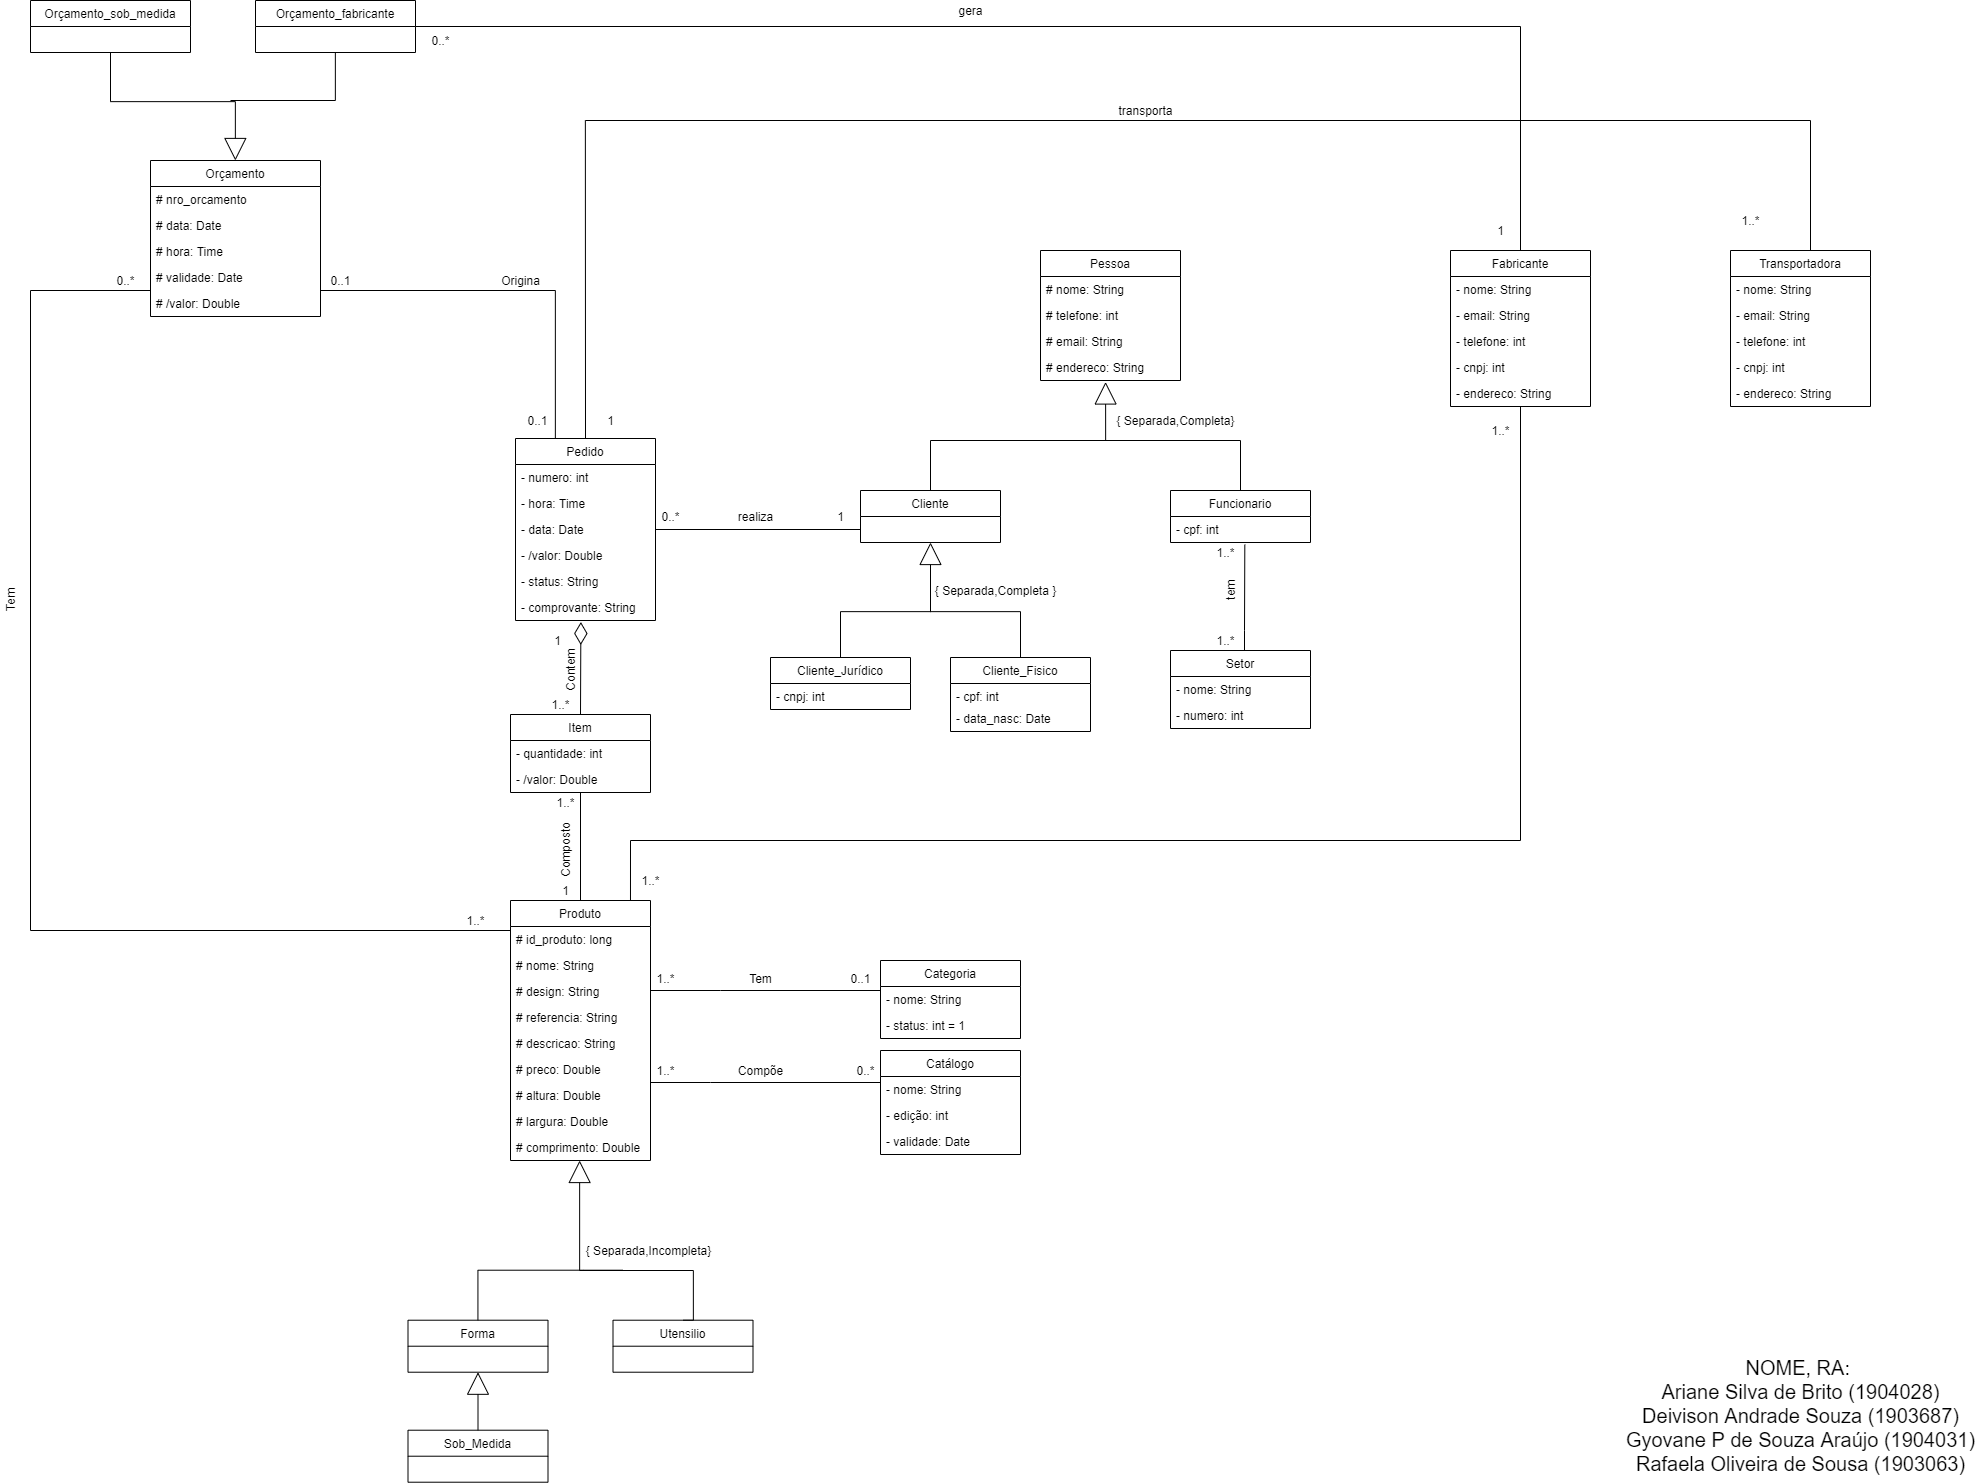 Orçamento_sob_medida
Orçamento_fabricante
gera
0..*
transporta
Orçamento
# nro_orcamento
# data: Date
# hora: Time
# validade: Date
# /valor: Double
0..*
0..1
Origina
1
1..*
Pessoa
# nome: String
# telefone: int
# email: String
# endereco: String
Fabricante
- nome: String
- email: String
- telefone: int
- cnpj: int
- endereco: String
Transportadora
- nome: String
- email: String
- telefone: int
- cnpj: int
- endereco: String
0..1
1
{ Separada,Completa}
1..*
Pedido
- numero: int
- hora: Time
- data: Date
- /valor: Double
- status: String
- comprovante: String
0..*
realiza
1
Cliente
Funcionario
- cpf: int
1..*
tem
1..*
{ Separada,Completa }
Tem
1
Contem
1..*
Cliente_Jurídico
- cnpj: int
Cliente_Fisico
- cpf: int
- data_nasc: Date
Setor
- nome: String
- numero: int
Item
- quantidade: int
- /valor: Double
1..*
Composto
1
1..*
1..*
Produto
# id_produto: long
# nome: String
# design: String
# referencia: String
# descricao: String
# preco: Double
# altura: Double
# largura: Double
# comprimento: Double
1..*
Tem
0..1
Categoria
- nome: String
- status: int = 1
1..*
Compõe
0..*
Catálogo
- nome: String
- edição: int
- validade: Date
{ Separada,Incompleta}
Forma
Utensilio
Sob_Medida
NOME, RA:
Ariane Silva de Brito (1904028)
Deivison Andrade Souza (1903687)
Gyovane P de Souza Araújo (1904031)
Rafaela Oliveira de Sousa (1903063)